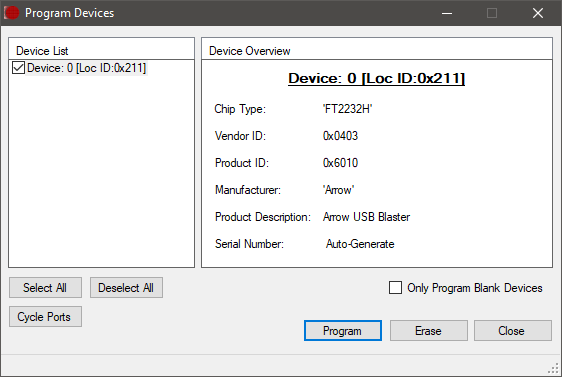 Program Devices
Device List
Device: 0 [Loc ID:0x211]
Device Overview
Device: 0 [Loc ID:0x211]
Chip Type: 'FT2232H'
Vendor ID: 0x0403
Product ID: 0x6010
Manufacturer: 'Arrow'
Product Description: Arrow USB Blaster
Serial Number: Auto-Generate
Select All
Deselect All
Only Program Blank Devices
Cycle Ports
Program
Erase
Close